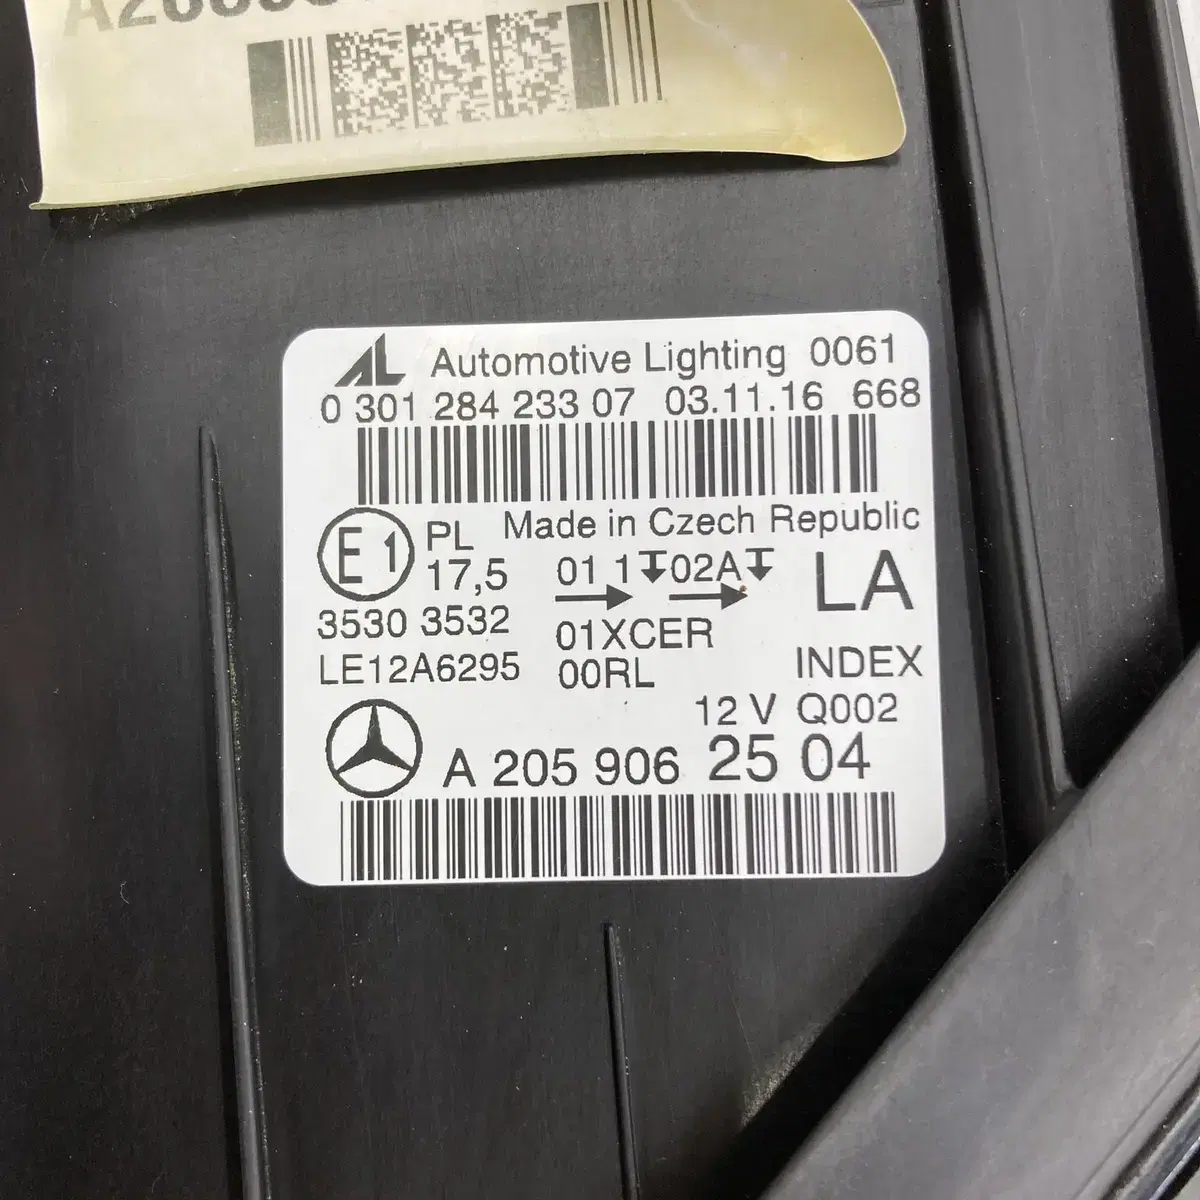 AL Automotive Lighting 0061
0 301 284 233 07 03.11.16 668
Made in Czech Republic
E1 PL 17,5
01 1 02A LA
3530 3532
01XCER
LE12A6295
00RL
INDEX
12 V Q002
A 205 906 25 04